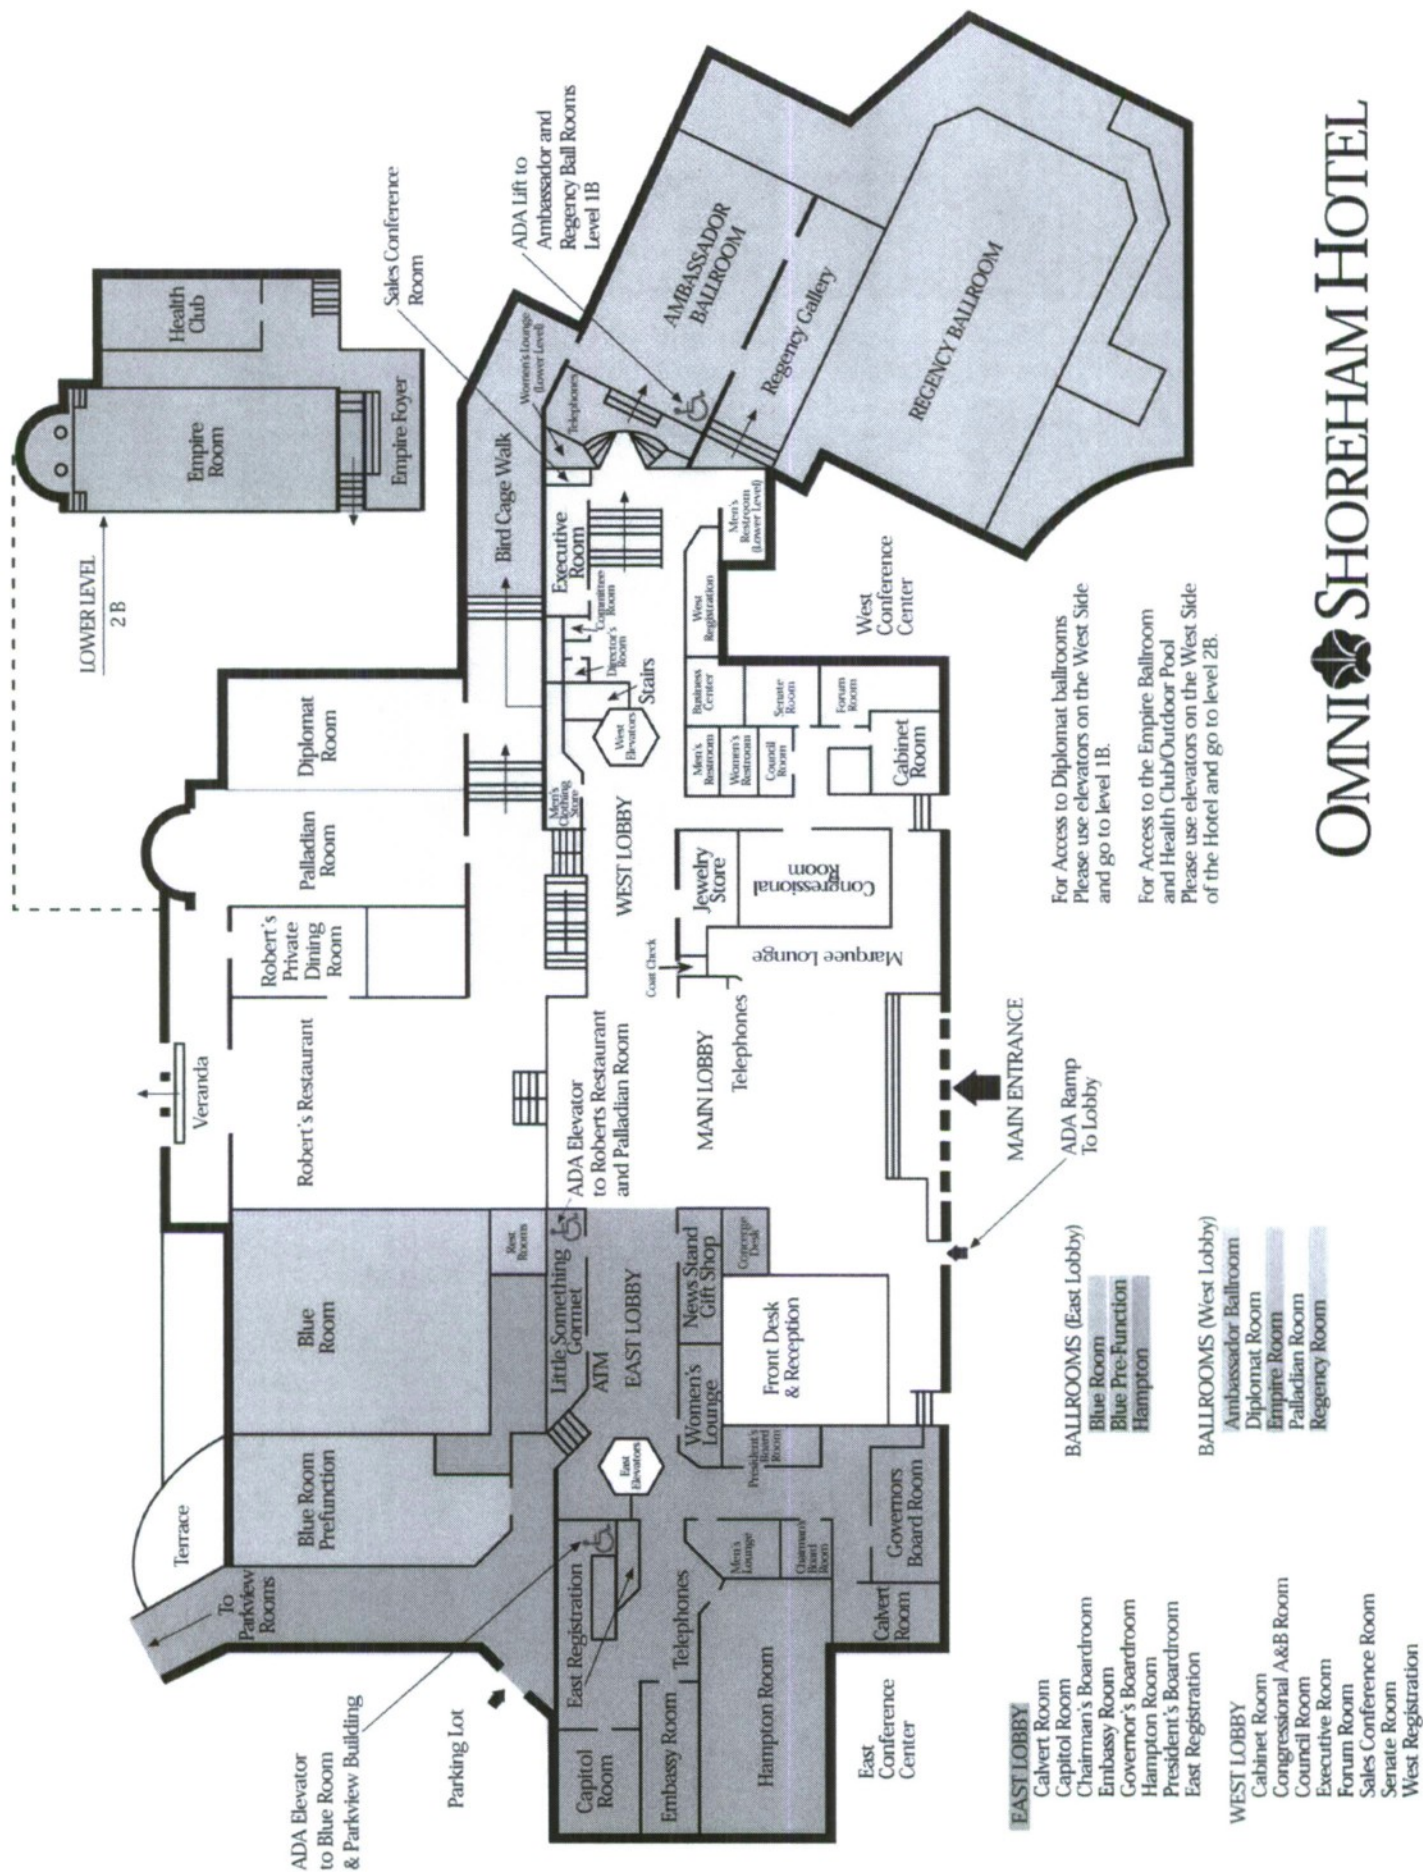 LOWER LEVEL
2 B
Empire
Room
Health
Club
Empire Foyer
Sales Conference
Room
ADA Lift to
Ambassador and
Regency Ball Rooms
Level 1B
Terrace
Veranda
To
Parkview
Rooms
Blue Room
Prefunction
Blue
Room
Robert's Restaurant
Robert's
Private
Dining
Room
Palladian
Room
Diplomat
Room
Bird Cage Walk
Women's Lounge
(Lower Level)
Telephones
AMBASSADOR
BALLROOM
Regency Gallery
REGENCY BALLROOM
ADA Elevator
to Blue Room
& Parkview Building
Parking Lot
Rest
Rooms
ADA Elevator
to Roberts Restaurant
and Palladian Room
Capitol
Room
East Registration
Embassy Room
Telephones
East
Elevators
Little Something
Gormet
ATM
EAST LOBBY
Women's
Lounge
News Stand
Gift Shop
Concierge
Desk
Front Desk
& Reception
President's
Board
Room
Men's
Lounge
Chairman's
Board
Room
Hampton Room
Calvert
Room
Governors
Board Room
East
Conference
Center
MAIN LOBBY
Telephones
Coat Check
WEST LOBBY
Jewelry
Store
Congressional
Room
Marquee Lounge
Men's
Clothing
Store
West
Elevators
Stairs
Director's
Room
Committee
Room
Executive
Room
Men's
Restroom
Women's
Restroom
Council
Room
Business
Center
Senate
Room
Forum
Room
Cabinet
Room
West
Registration
Men's
Restroom
(Lower Level)
West
Conference
Center
MAIN ENTRANCE
ADA Ramp
To Lobby
EAST LOBBY
Calvert Room
Capitol Room
Chairman's Boardroom
Embassy Room
Governor's Boardroom
Hampton Room
President's Boardroom
East Registration
WEST LOBBY
Cabinet Room
Congressional A&B Room
Council Room
Executive Room
Forum Room
Sales Conference Room
Senate Room
West Registration
BALLROOMS (East Lobby)
Blue Room
Blue Pre-Function
Hampton
BALLROOMS (West Lobby)
Ambassador Ballroom
Diplomat Room
Empire Room
Palladian Room
Regency Room
For Access to Diplomat ballrooms
Please use elevators on the West Side
and go to level 1B.
For Access to the Empire Ballroom
and Health Club/Outdoor Pool
Please use elevators on the West Side
of the Hotel and go to level 2B.
OMNI SHOREHAM HOTEL